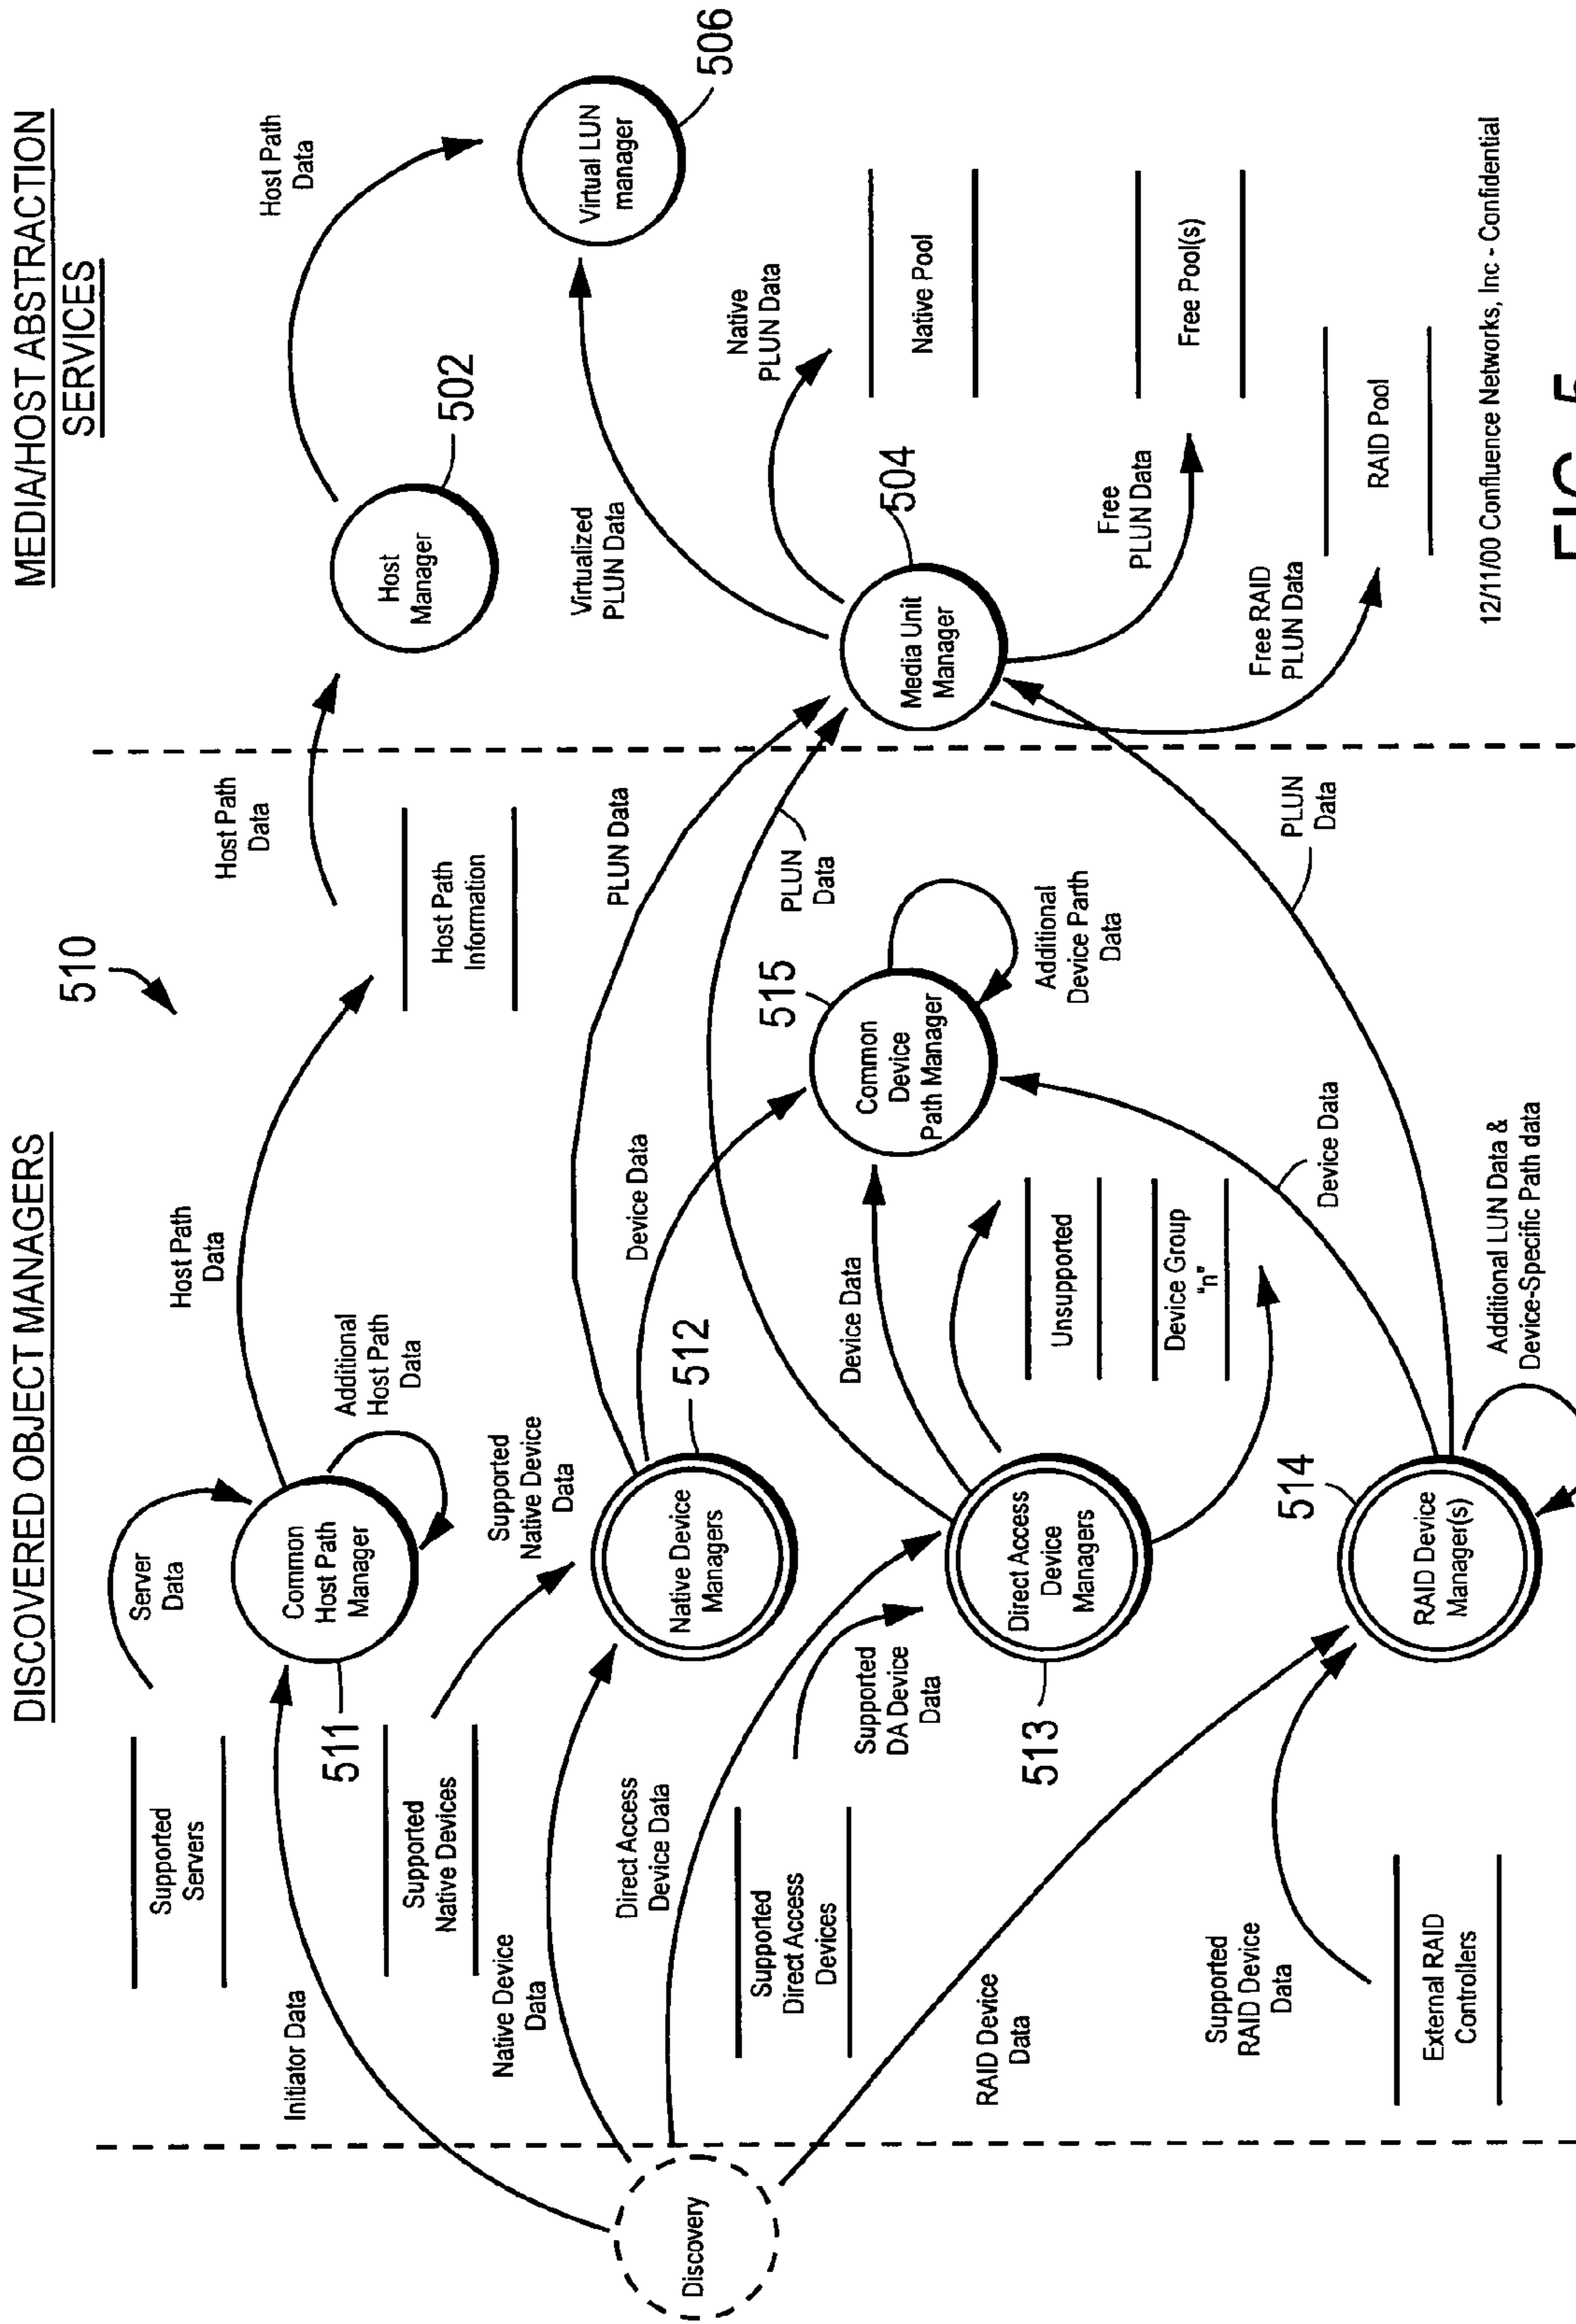 DISCOVERED OBJECT MANAGERS
MEDIA/HOST ABSTRACTION
SERVICES
510
Supported
Servers
Server
Data
Initiator Data
Common
Host Path
Manager
511
Additional
Host Path
Data
Host Path
Data
Host Path
Information
Host Path
Data
Host
Manager
502
Host Path
Data
Virtual LUN
manager
506
Supported
Native Devices
Supported
Native Device
Data
Native Device
Data
Native Device
Managers
512
PLUN Data
Device Data
Virtualized
PLUN Data
Discovery
Direct Access
Device Data
Supported
Direct Access
Devices
Supported
DA Device
Data
Direct Access
Device
Managers
513
Device Data
PLUN
Data
Common
Device
Path Manager
515
Additional
Device Parth
Data
Unsupported
Device Group
"n"
Media Unit
Manager
504
Native
PLUN Data
Native Pool
Free
PLUN Data
Free Pool(s)
Free RAID
PLUN Data
RAID Pool
RAID Device
Data
Supported
RAID Device
Data
External RAID
Controllers
RAID Device
Manager(s)
514
Device Data
PLUN
Data
Additional LUN Data &
Device-Specific Path data
12/11/00 Confluence Networks, Inc - Confidential
FIG. 5